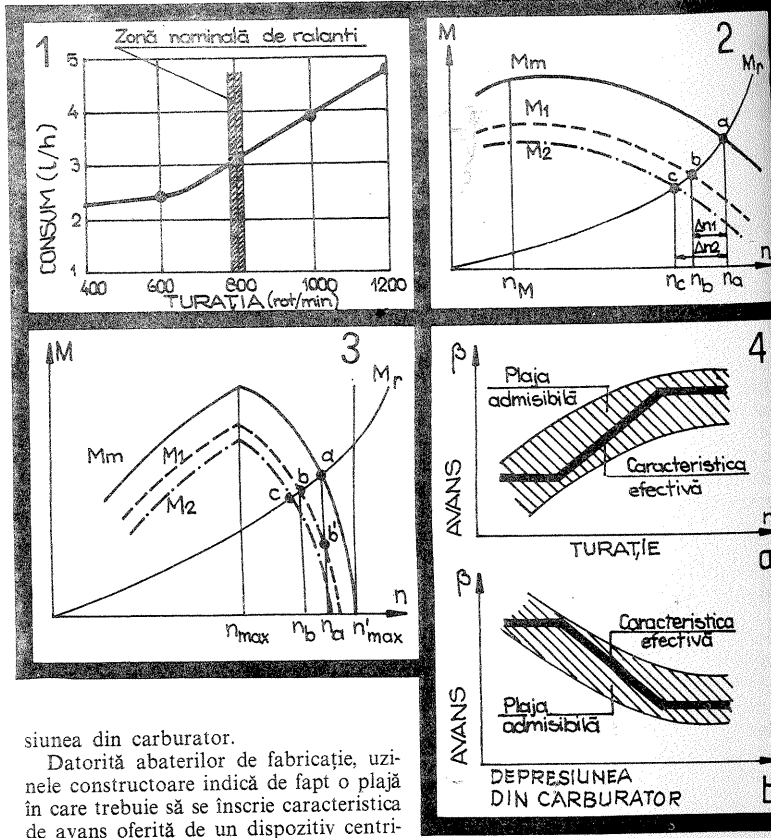 1
Zonă nominală de ralanti
CONSUM (l/h)
5
4
3
2
1
400 600 800 1000 1200
TURAȚIA (rot/min)
2
M
Mm
Mr
M1
M2
a
b
c
Δn1
Δn2
n
nM nc nb na
3
M
Mr
Mm
M1
M2
a
b
c
b'
n
nmax nb na n'max
4
β
Plaja
admisibilă
Caracteristica
efectivă
AVANS
n
TURAȚIE
a
β
Caracteristica
efectivă
Plaja
admisibilă
AVANS
DEPRESIUNEA
DIN CARBURATOR
b
siunea din carburator.
Datorită abaterilor de fabricație, uzi-
nele constructoare indică de fapt o plajă
în care trebuie să se înscrie caracteristica
de avans oferită de un dispozitiv centri-